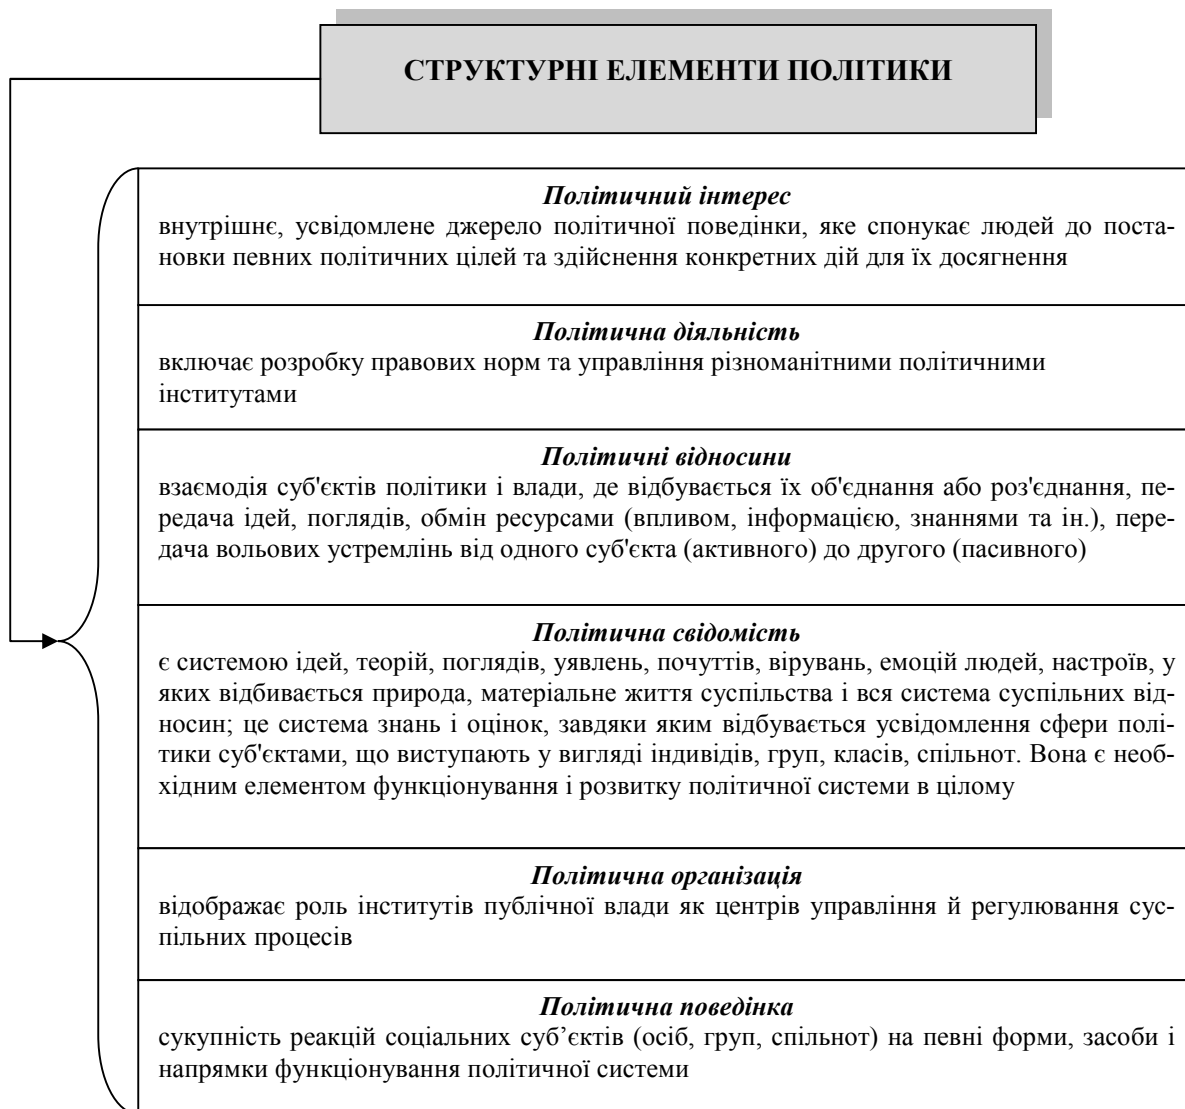 СТРУКТУРНІ ЕЛЕМЕНТИ ПОЛІТИКИ
Політичний інтерес
внутрішнє, усвідомлене джерело політичної поведінки, яке спонукає людей до поста-
новки певних політичних цілей та здійснення конкретних дій для їх досягнення
Політична діяльність
включає розробку правових норм та управління різноманітними політичними
інститутами
Політичні відносини
взаємодія суб'єктів політики і влади, де відбувається їх об'єднання або роз'єднання, пе-
редача ідей, поглядів, обмін ресурсами (впливом, інформацією, знаннями та ін.), пере-
дача вольових устремлінь від одного суб'єкта (активного) до другого (пасивного)
Політична свідомість
є системою ідей, теорій, поглядів, уявлень, почуттів, вірувань, емоцій людей, настроїв, у
яких відбивається природа, матеріальне життя суспільства і вся система суспільних від-
носин; це система знань і оцінок, завдяки яким відбувається усвідомлення сфери полі-
тики суб'єктами, що виступають у вигляді індивідів, груп, класів, спільнот. Вона є необ-
хідним елементом функціонування і розвитку політичної системи в цілому
Політична організація
відображає роль інститутів публічної влади як центрів управління й регулювання сус-
пільних процесів
Політична поведінка
сукупність реакцій соціальних суб’єктів (осіб, груп, спільнот) на певні форми, засоби і
напрямки функціонування політичної системи